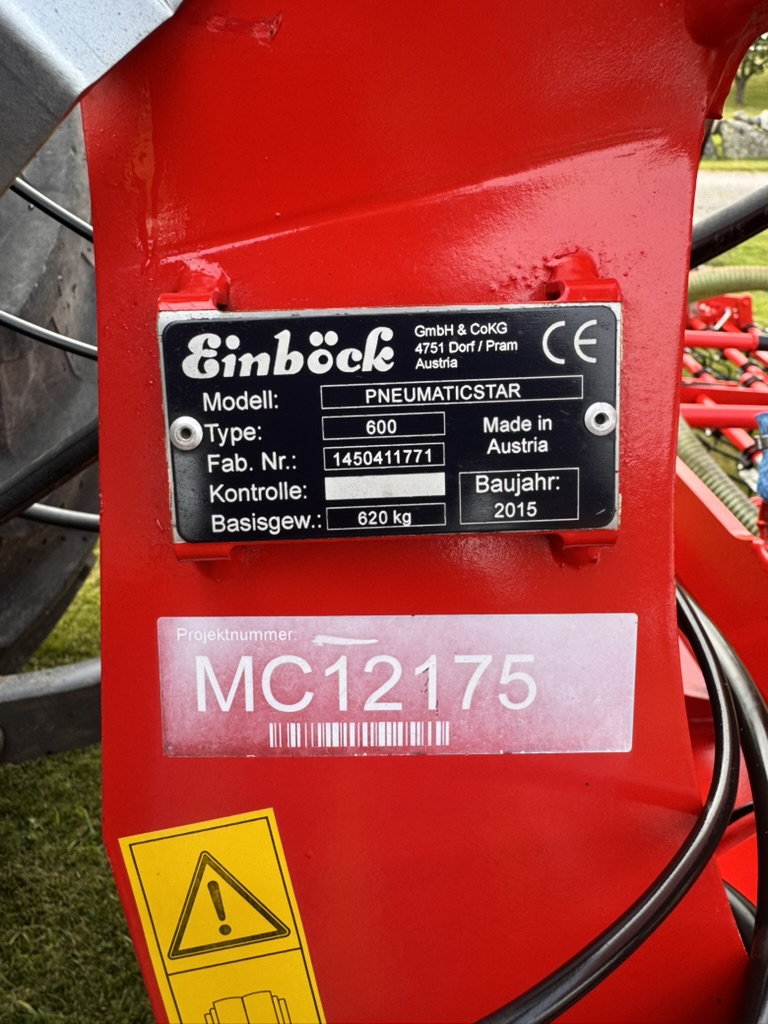 Einböck GmbH & CoKG
4751 Dorf / Pram
Austria
CE
Modell: PNEUMATICSTAR
Type: 600
Made in
Austria
Fab. Nr.: 1450411771
Kontrolle:
Baujahr:
2015
Basisgew.: 620 kg
Projektnummer:
MC12175